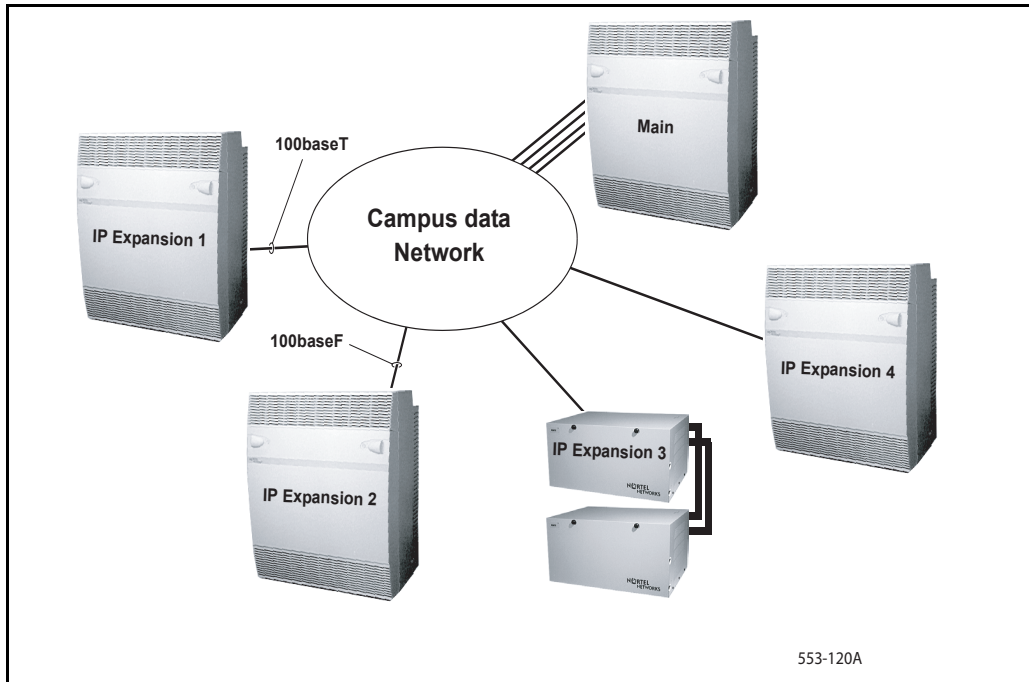 Main
100baseT
IP Expansion 1
Campus data
Network
100baseF
IP Expansion 4
IP Expansion 3
NORTEL
NETWORKS
IP Expansion 2
NORTEL
NETWORKS
553-120A